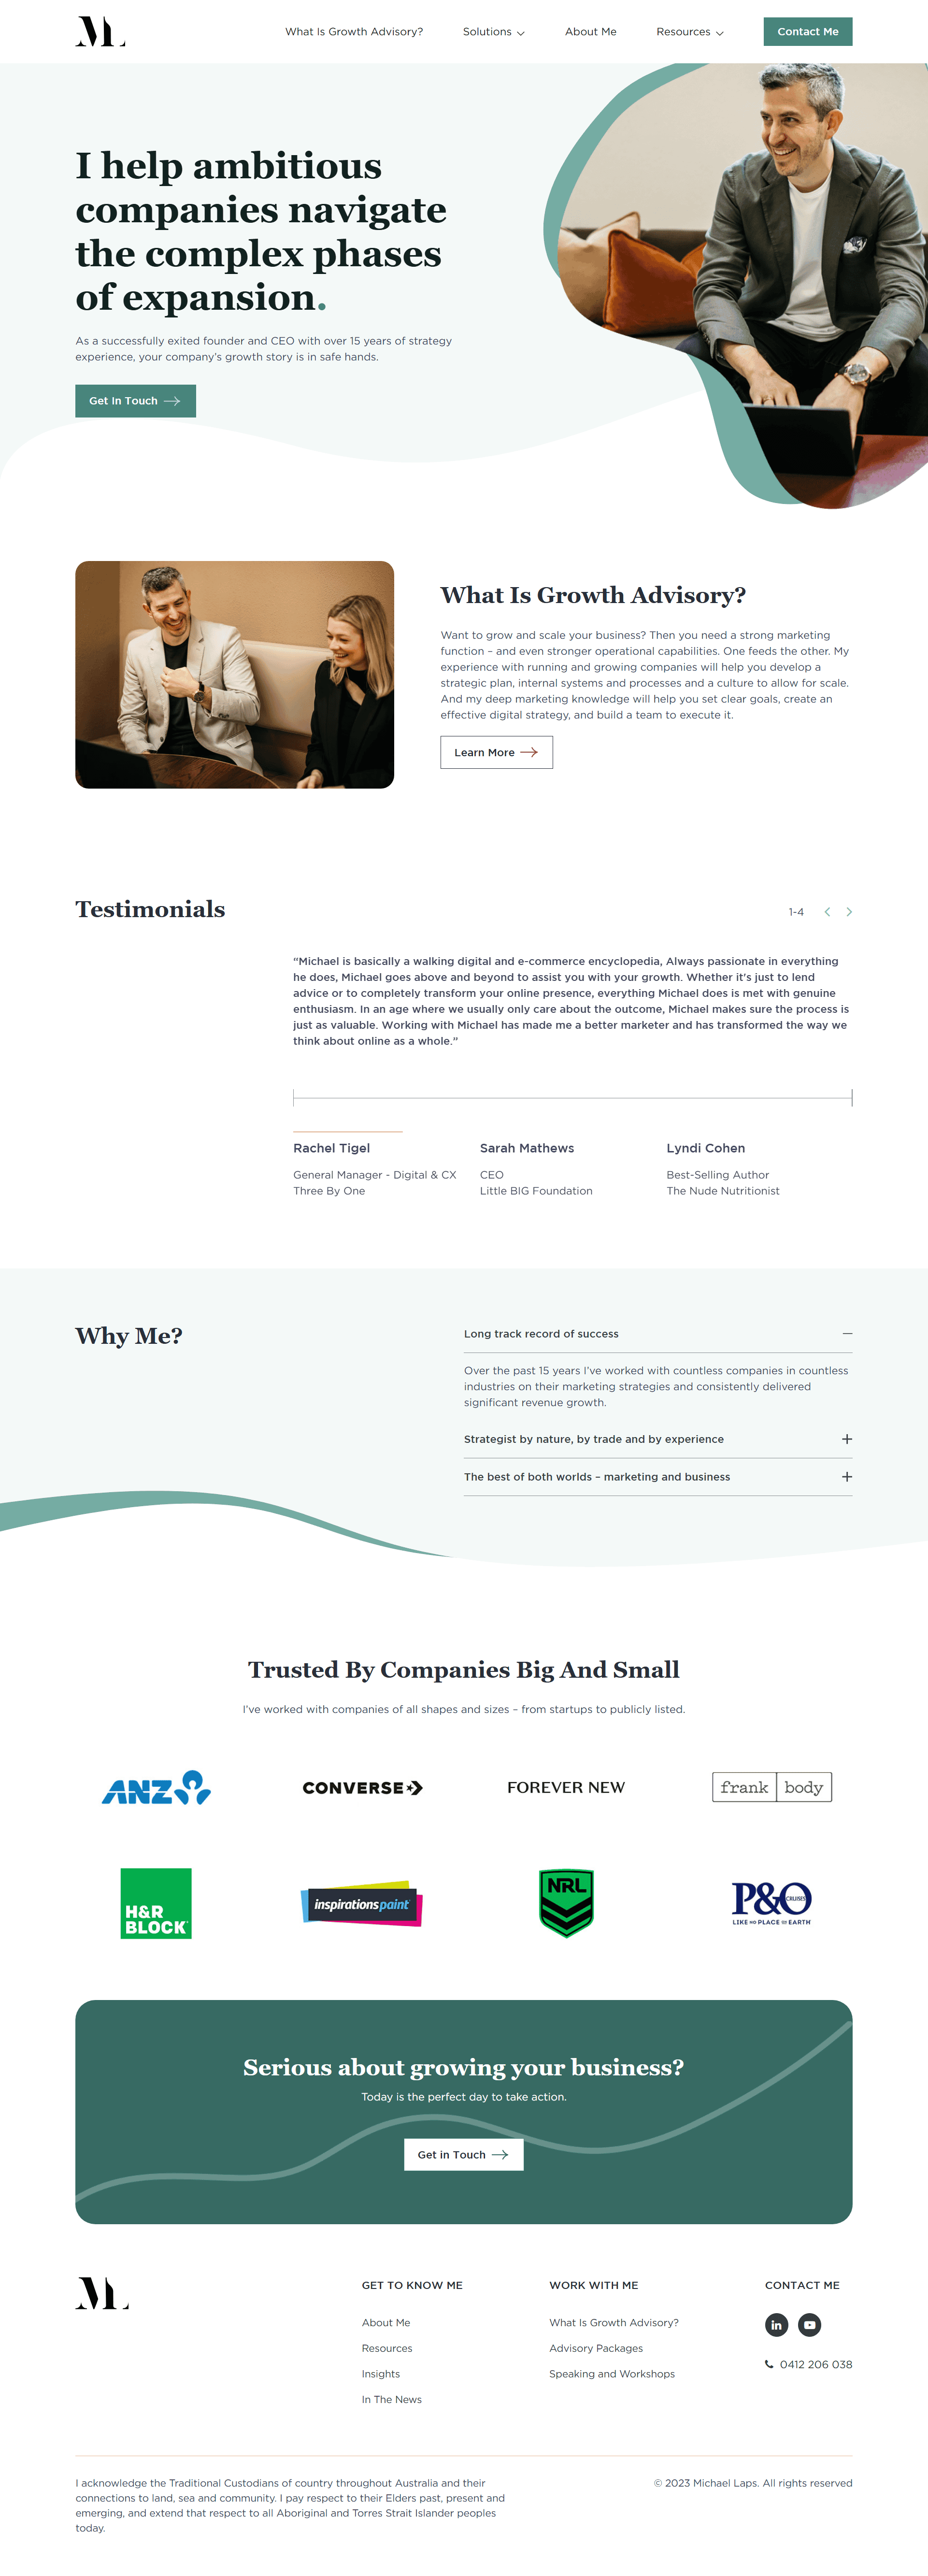 ML
What Is Growth Advisory?
Solutions
About Me
Resources
Contact Me
I help ambitious
companies navigate
the complex phases
of expansion.
As a successfully exited founder and CEO with over 15 years of strategy
experience, your company's growth story is in safe hands.
Get In Touch
What Is Growth Advisory?
Want to grow and scale your business? Then you need a strong marketing
function – and even stronger operational capabilities. One feeds the other. My
experience with running and growing companies will help you develop a
strategic plan, internal systems and processes and a culture to allow for scale.
And my deep marketing knowledge will help you set clear goals, create an
effective digital strategy, and build a team to execute it.
Learn More
Testimonials
1-4
“Michael is basically a walking digital and e-commerce encyclopedia, Always passionate in everything
he does, Michael goes above and beyond to assist you with your growth. Whether it's just to lend
advice or to completely transform your online presence, everything Michael does is met with genuine
enthusiasm. In an age where we usually only care about the outcome, Michael makes sure the process is
just as valuable. Working with Michael has made me a better marketer and has transformed the way we
think about online as a whole.”
Rachel Tigel
General Manager - Digital & CX
Three By One
Sarah Mathews
CEO
Little BIG Foundation
Lyndi Cohen
Best-Selling Author
The Nude Nutritionist
Why Me?
Long track record of success
Over the past 15 years I've worked with countless companies in countless
industries on their marketing strategies and consistently delivered
significant revenue growth.
Strategist by nature, by trade and by experience
The best of both worlds – marketing and business
Trusted By Companies Big And Small
I've worked with companies of all shapes and sizes – from startups to publicly listed.
ANZ
CONVERSE
FOREVER NEW
frank body
H&R
BLOCK
inspirationspaint
NRL
P&O CRUISES
LIKE NO PLACE ON EARTH
Serious about growing your business?
Today is the perfect day to take action.
Get in Touch
ML
GET TO KNOW ME
About Me
Resources
Insights
In The News
WORK WITH ME
What Is Growth Advisory?
Advisory Packages
Speaking and Workshops
CONTACT ME
in
0412 206 038
I acknowledge the Traditional Custodians of country throughout Australia and their
connections to land, sea and community. I pay respect to their Elders past, present and
emerging, and extend that respect to all Aboriginal and Torres Strait Islander peoples
today.
© 2023 Michael Laps. All rights reserved